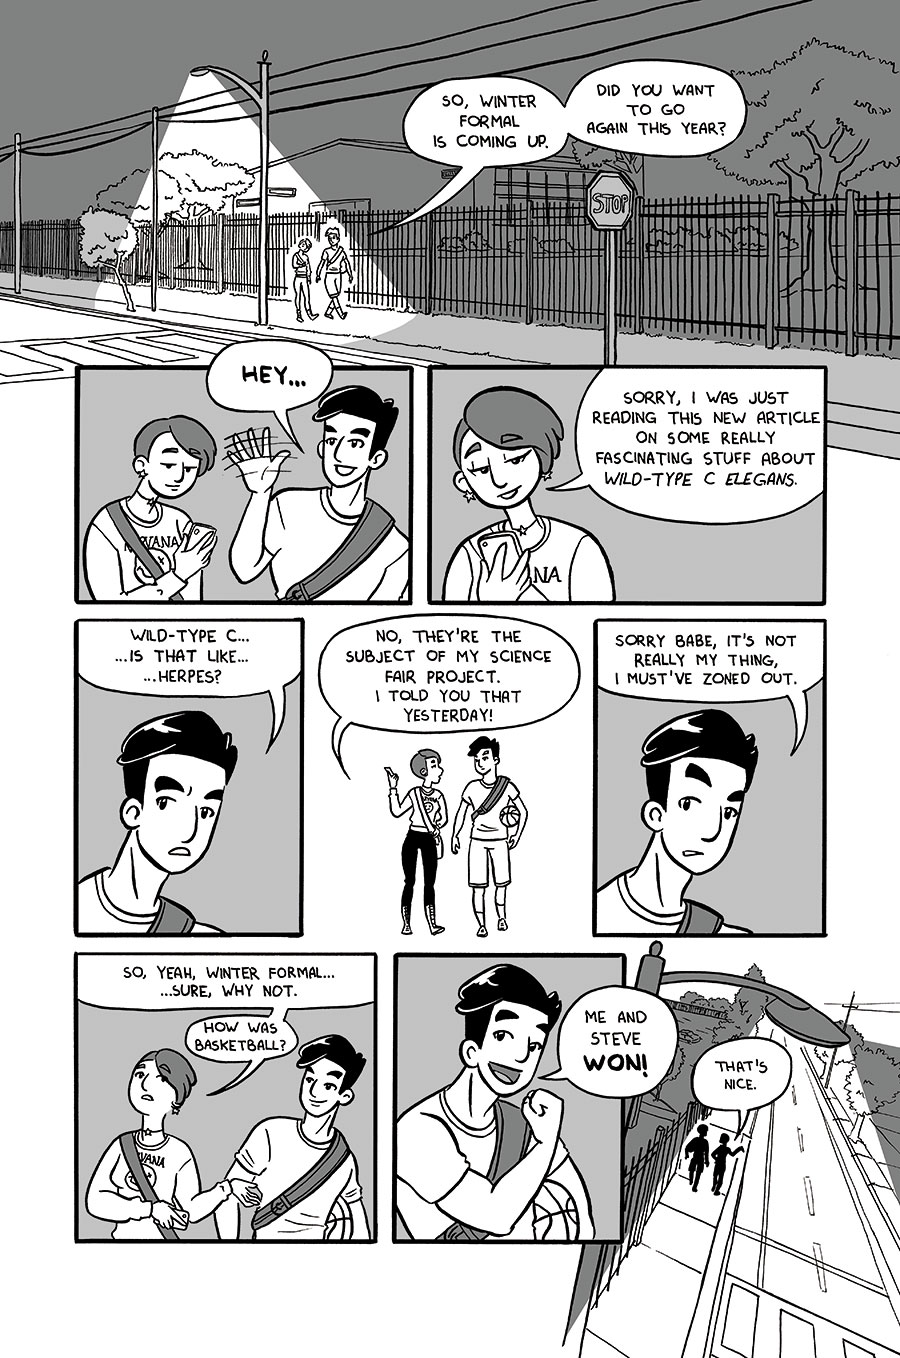 SO, WINTER
FORMAL
IS COMING UP.
DID YOU WANT
TO GO
AGAIN THIS YEAR?
STOP
HEY...
NIRVANA
SORRY, I WAS JUST
READING THIS NEW ARTICLE
ON SOME REALLY
FASCINATING STUFF ABOUT
WILD-TYPE C ELEGANS.
NA
WILD-TYPE C...
...IS THAT LIKE...
...HERPES?
NO, THEY'RE THE
SUBJECT OF MY SCIENCE
FAIR PROJECT.
I TOLD YOU THAT
YESTERDAY!
NIRVANA
SORRY BABE, IT'S NOT
REALLY MY THING,
I MUST'VE ZONED OUT.
SO, YEAH, WINTER FORMAL...
...SURE, WHY NOT.
HOW WAS
BASKETBALL?
VANA
ME AND
STEVE
WON!
THAT'S
NICE.